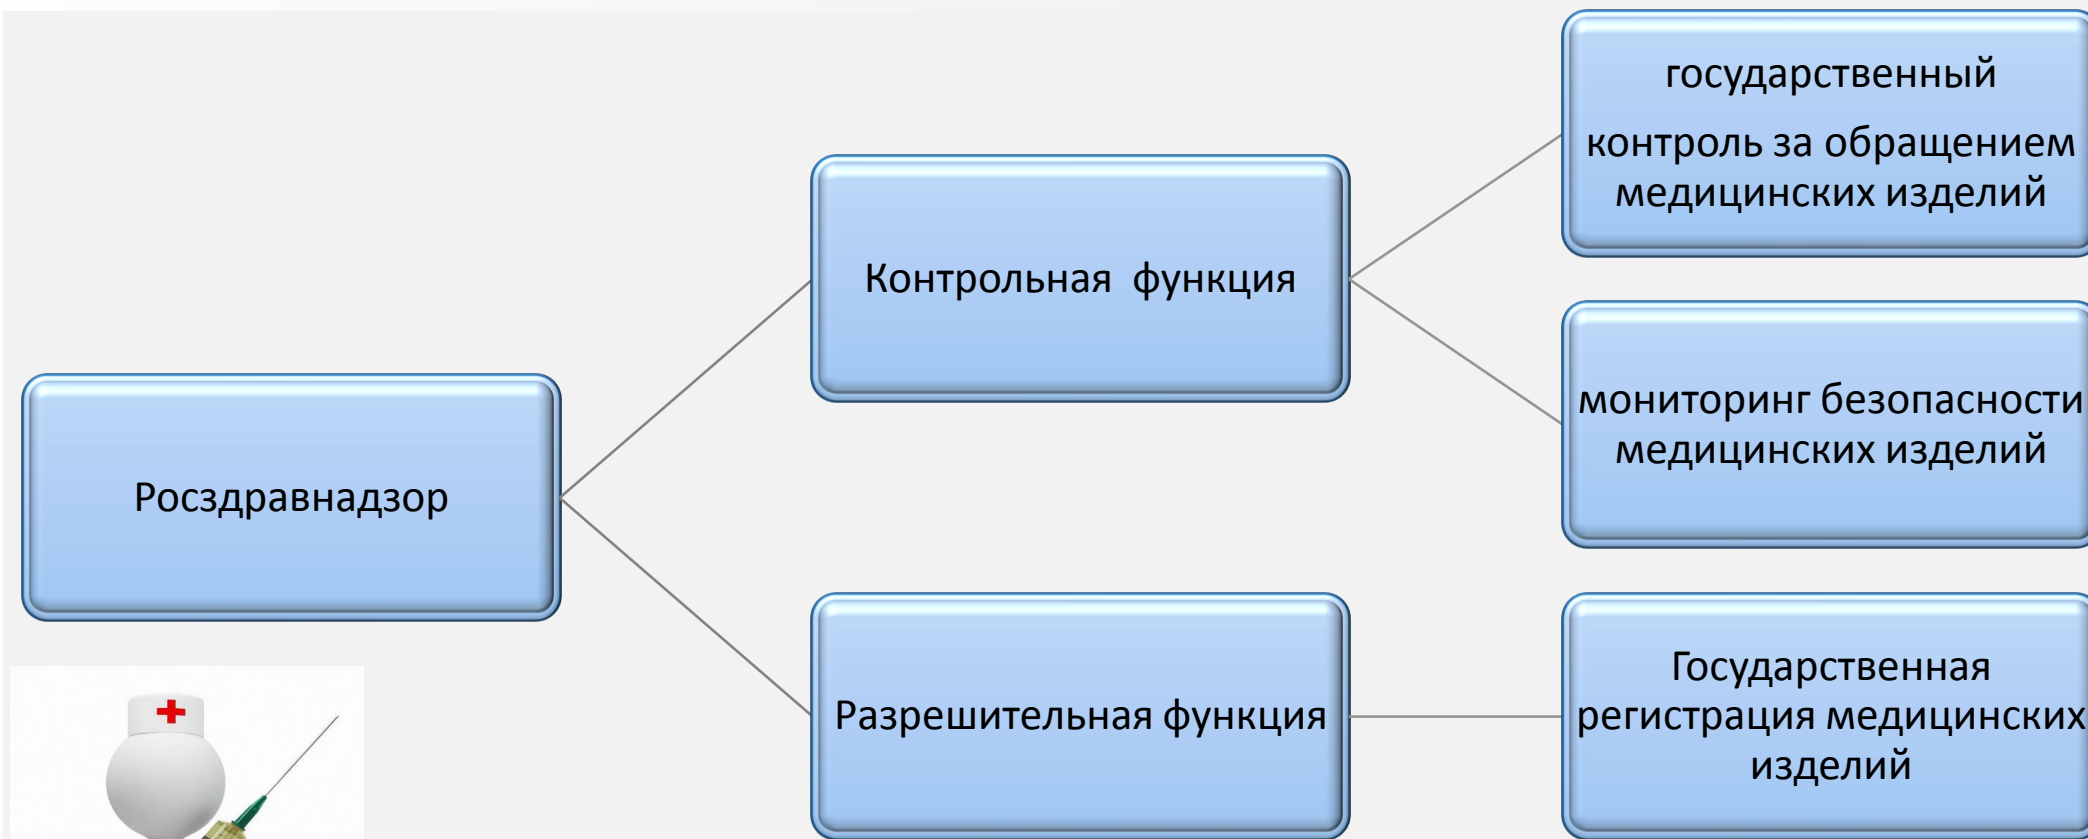 Росздравнадзор
Контрольная функция
государственный
контроль за обращением
медицинских изделий
мониторинг безопасности
медицинских изделий
Разрешительная функция
Государственная
регистрация медицинских
изделий